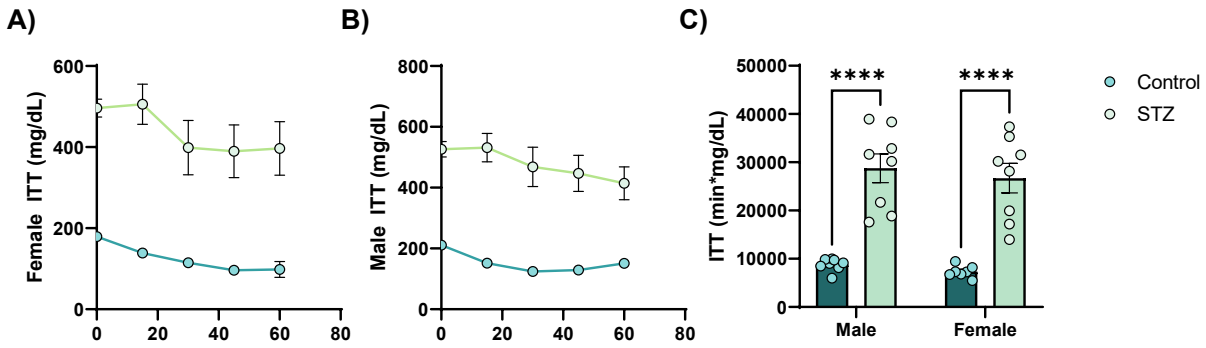 A)
Female ITT (mg/dL)
600
400
200
0
0 20 40 60 80
B)
Male ITT (mg/dL)
800
600
400
200
0
0 20 40 60 80
C)
ITT (min*mg/dL)
50000
40000
30000
20000
10000
0
**** ****
Male Female
Control
STZ